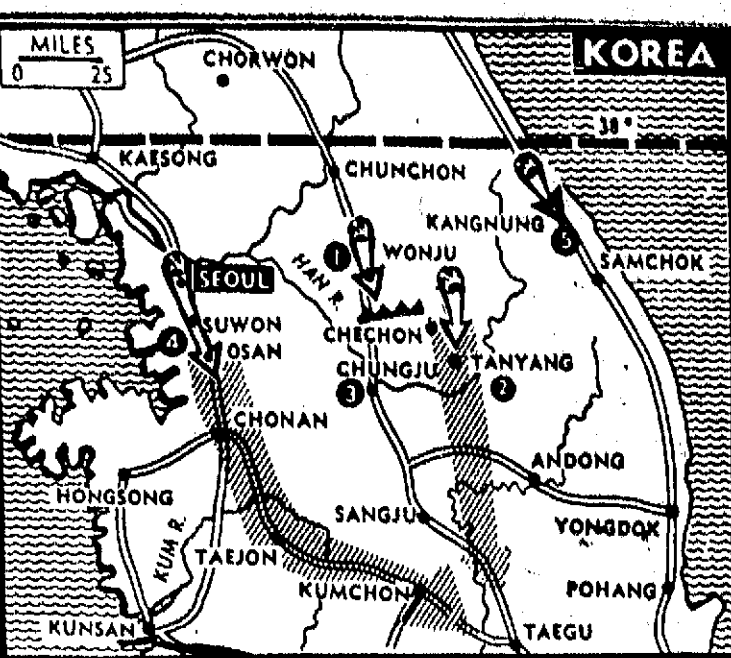 MILES
0 25
KOREA
CHORWON
38°
KAESONG
CHUNCHON
KANGNUNG
1
WONJU
5
HAN R.
SEOUL
SAMCHOK
SUWON
4
OSAN
CHECHON
CHUNGJU
TANYANG
3
2
CHONAN
ANDONG
HONGSONG
SANGJU
YONGDOK
KUM R.
TAEJON
KUMCHON
POHANG
KUNSAN
TAEGU